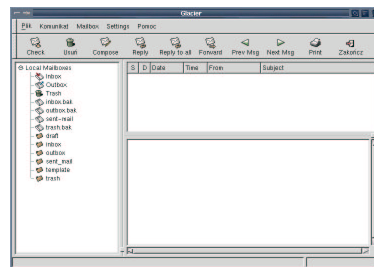 Glacier
Plik Komunikat Mailbox Settings Pomoc
Check Usuń Compose Reply Reply to all Forward Prev Msg Next Msg Print Zakończ
Local Mailboxes
Inbox
Outbox
Trash
inbox.bak
outbox.bak
sent-mail
trash.bak
draft
inbox
outbox
sent_mail
template
trash
S D Date Time From Subject